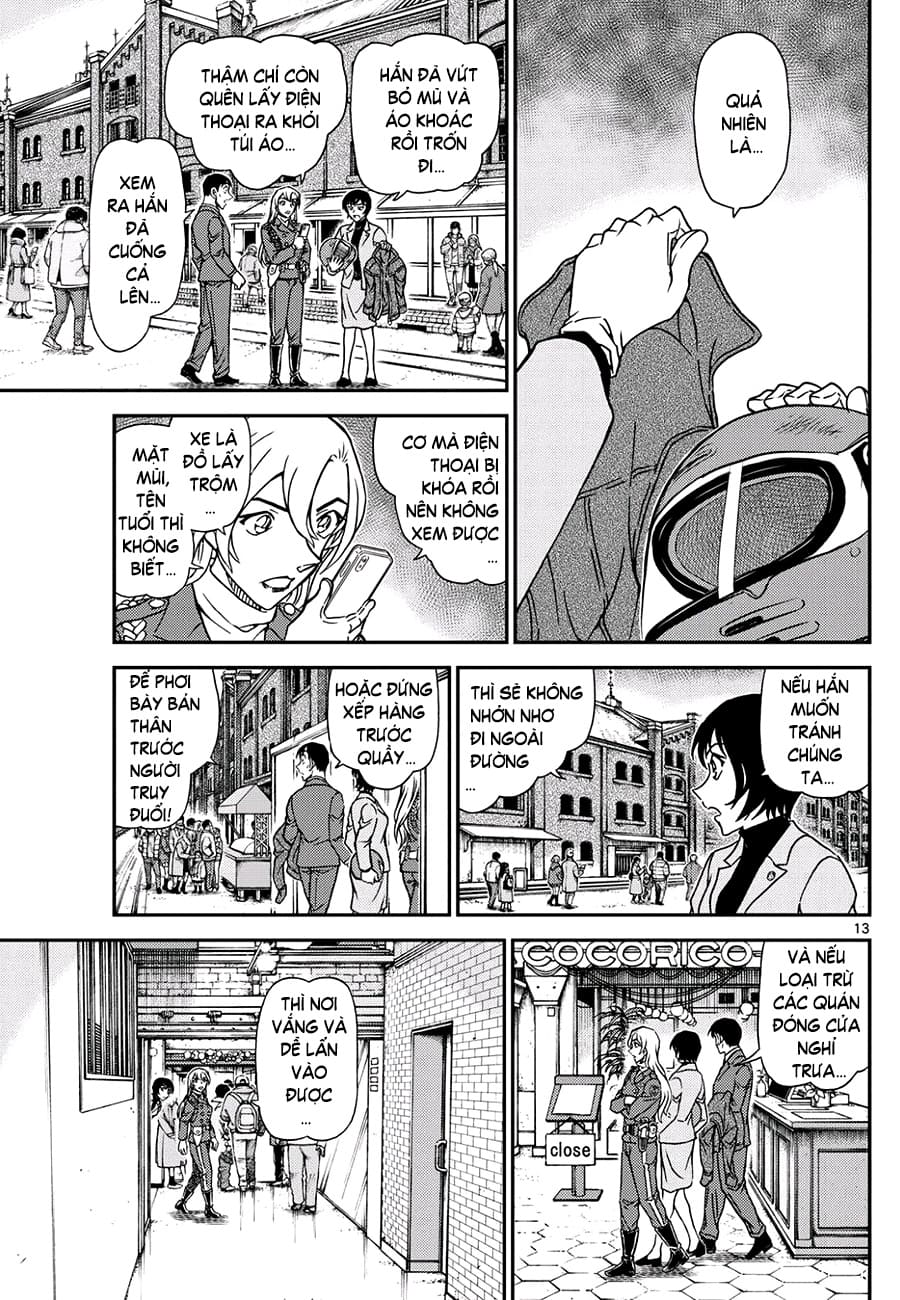 QUẢ
NHIÊN
LÀ...
HẮN ĐÃ VỨT
BỎ MŨ VÀ
ÁO KHOÁC
RỒI TRỐN
ĐI...
THẬM CHÍ CÒN
QUÊN LẤY ĐIỆN
THOẠI RA KHỎI
TÚI ÁO...
XEM
RA HẮN
ĐÃ
CUỐNG
CẢ
LÊN...
CƠ MÀ ĐIỆN
THOẠI BỊ
KHÓA RỒI
NÊN KHÔNG
XEM ĐƯỢC
...
XE LÀ
ĐỒ LẤY
TRỘM
...
MẶT
MŨI,
TÊN
TUỔI THÌ
KHÔNG
BIẾT...
NẾU HẮN
MUỐN
TRÁNH
CHÚNG
TA...
THÌ SẼ KHÔNG
NHỞN NHƠ
ĐI NGOÀI
ĐƯỜNG
...
HOẶC ĐỨNG
XẾP HÀNG
TRƯỚC
QUẦY...
ĐỂ PHƠI
BÀY BẢN
THÂN
TRƯỚC
NGƯỜI
TRUY
ĐUỔI!
13
COCORICO
VÀ NẾU
LOẠI TRỪ
CÁC QUÁN
ĐÓNG CỬA
NGHỈ
TRƯA...
close
THÌ NƠI
VẮNG VÀ
DỄ LẨN
VÀO
ĐƯỢC
...